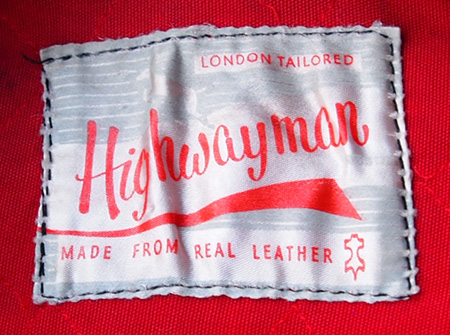 LONDON TAILORED
Highwayman
MADE FROM REAL LEATHER